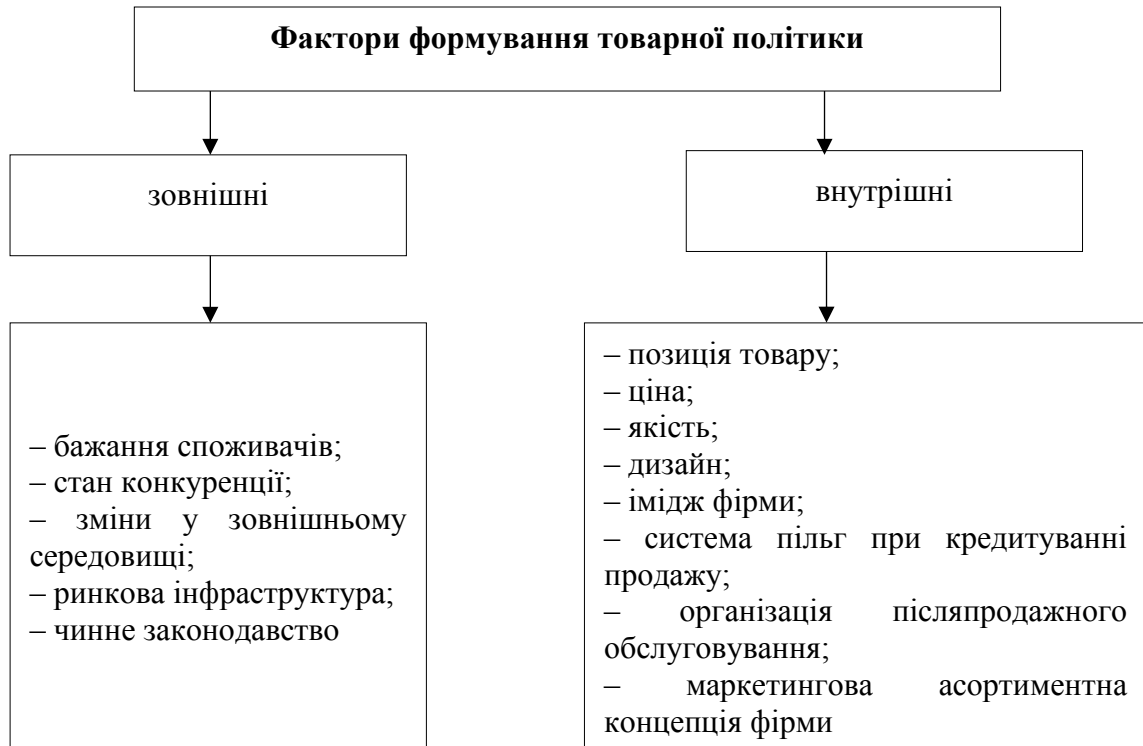 Фактори формування товарної політики
зовнішні
внутрішні
– бажання споживачів;
– стан конкуренції;
– зміни у зовнішньому
середовищі;
– ринкова інфраструктура;
– чинне законодавство
– позиція товару;
– ціна;
– якість;
– дизайн;
– імідж фірми;
– система пільг при кредитуванні
продажу;
– організація післяпродажного
обслуговування;
– маркетингова асортиментна
концепція фірми